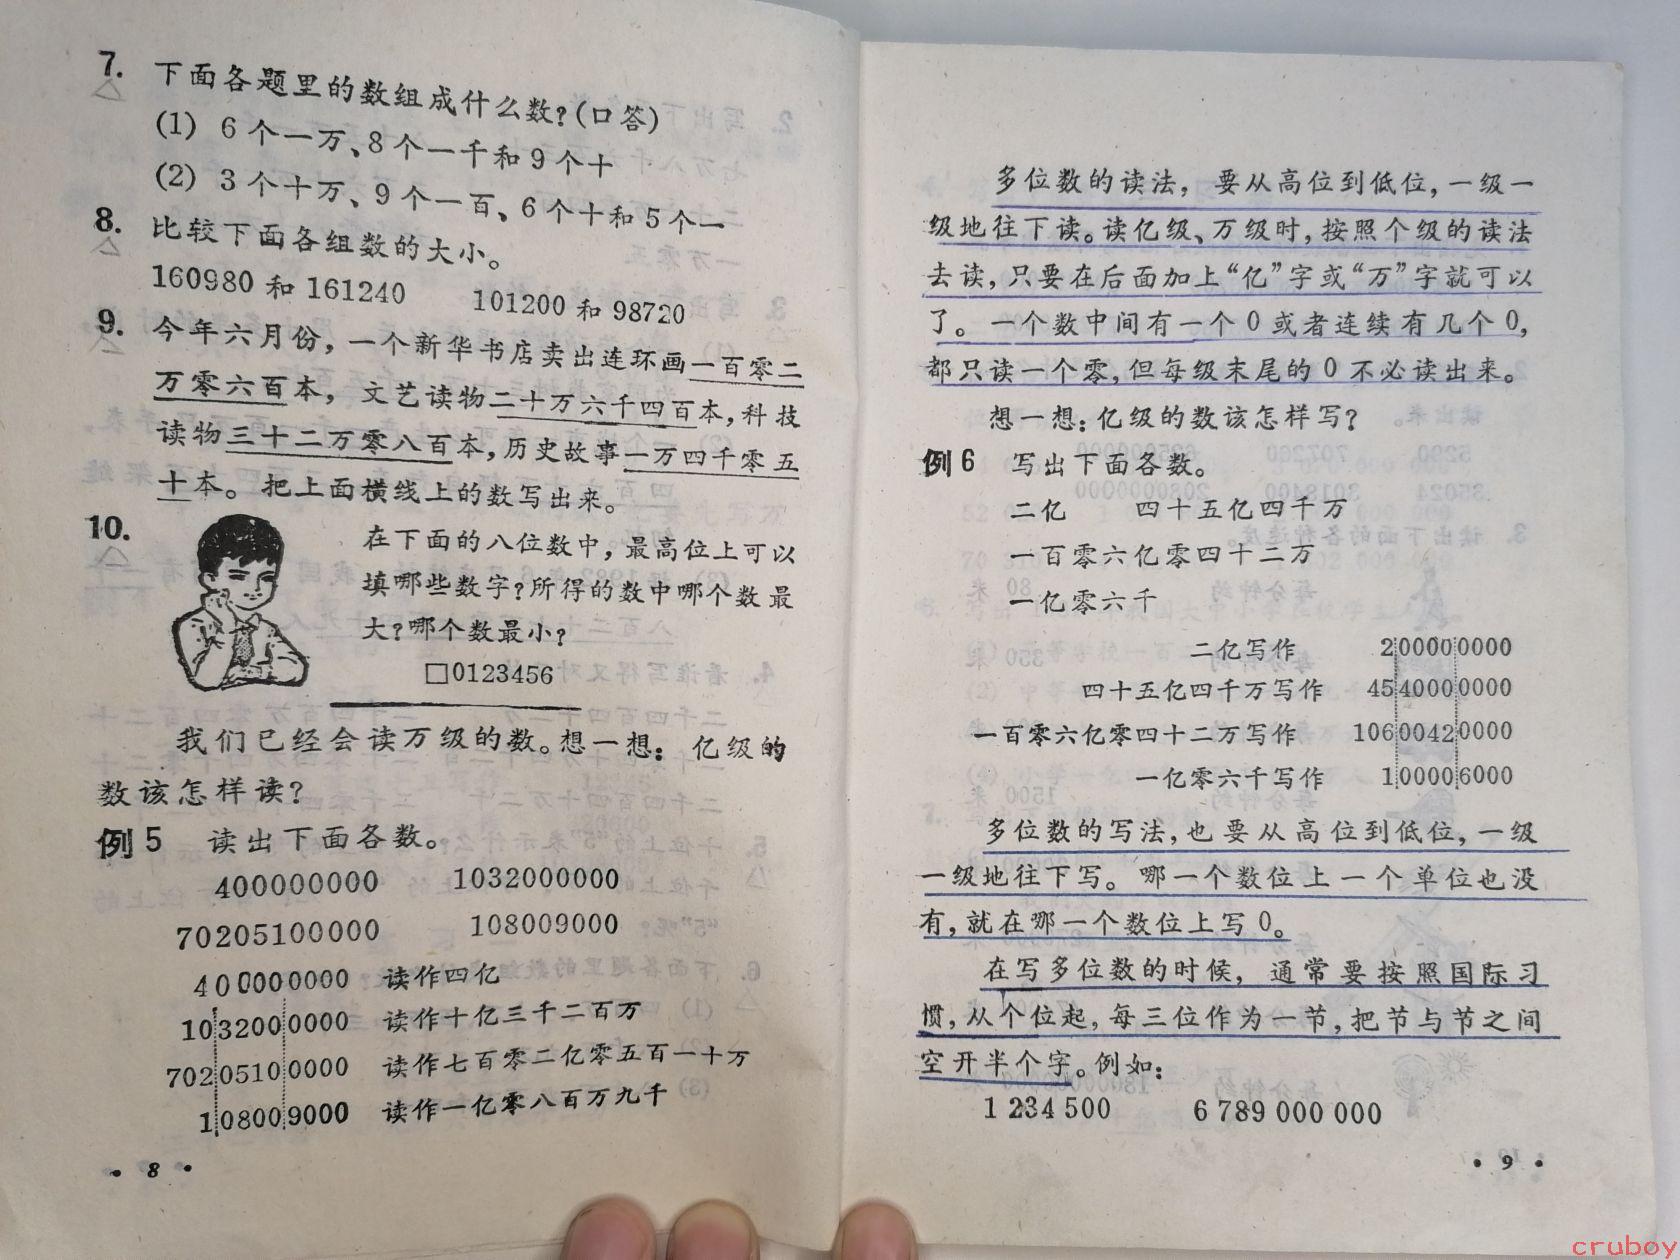 7. 下面各题里的数组成什么数?(口答)
(1) 6个一万、8个一千和9个十
(2) 3个十万、9个一百、6个十和5个一
8. 比较下面各组数的大小。
160980和161240 101200和98720
9. 今年六月份，一个新华书店卖出连环画一百零二
万零六百本，文艺读物二十万六千四百本，科技
读物三十二万零八百本，历史故事一万四千零五
十本。把上面横线上的数写出来。
10. 在下面的八位数中，最高位上可以
填哪些数字?所得的数中哪个数最
大?哪个数最小?
□0123456
我们已经会读万级的数。想一想：亿级的
数该怎样读?
例5 读出下面各数。
400000000 1032000000
70205100000 108009000
400000000 读作四亿
1032000000 读作十亿三千二百万
70205100000 读作七百零二亿零五百一十万
108009000 读作一亿零八百万九千
• 8 •
多位数的读法，要从高位到低位，一级一
级地往下读。读亿级、万级时，按照个级的读法
去读，只要在后面加上“亿”字或“万”字就可以
了。一个数中间有一个0或者连续有几个0，
都只读一个零，但每级末尾的0不必读出来。
想一想：亿级的数该怎样写?
例6 写出下面各数。
二亿 四十五亿四千万
一百零六亿零四十二万
一亿零六千
二亿写作 200000000
四十五亿四千万写作 4540000000
一百零六亿零四十二万写作 10600420000
一亿零六千写作 100006000
多位数的写法，也要从高位到低位，一级
一级地往下写。哪一个数位上一个单位也没
有，就在哪一个数位上写0。
在写多位数的时候，通常要按照国际习
惯，从个位起，每三位作为一节，把节与节之间
空开半个字。例如：
1 234 500 6 789 000 000
• 9 •
cruboy